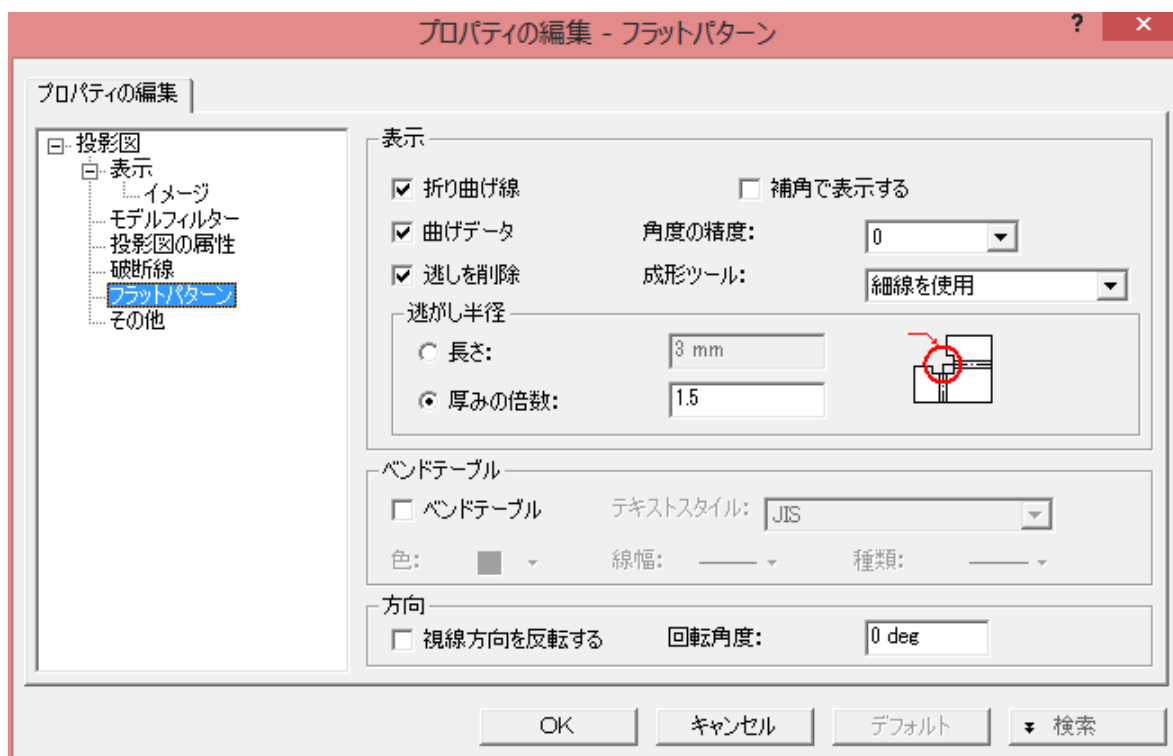 プロパティの編集 - フラットパターン ? ×
プロパティの編集
投影図
表示
イメージ
モデルフィルター
投影図の属性
破断線
フラットパターン
その他
表示
折り曲げ線 補角で表示する
曲げデータ 角度の精度: 0
逃しを削除 成形ツール: 細線を使用
逃がし半径
長さ: 3 mm
厚みの倍数: 1.5
ベンドテーブル
ベンドテーブル テキストスタイル: JIS
色: 線幅: 種類:
方向
視線方向を反転する 回転角度: 0 deg
OK キャンセル デフォルト 検索